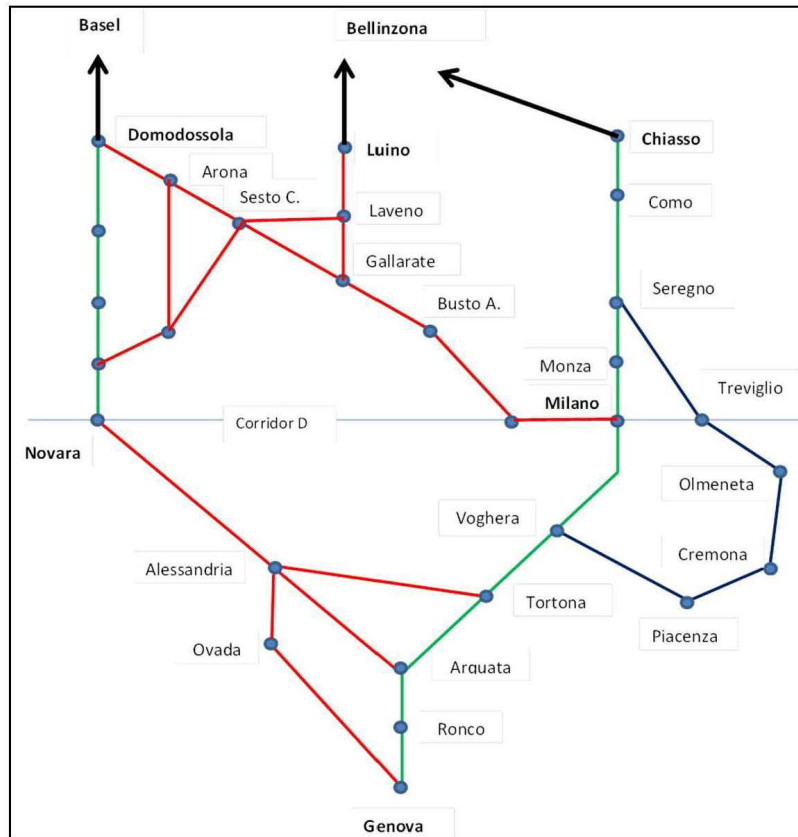 Basel
Bellinzona
Domodossola
Luino
Chiasso
Arona
Sesto C.
Laveno
Como
Gallarate
Busto A.
Seregno
Monza
Treviglio
Milano
Corridor D
Novara
Olmeneta
Voghera
Cremona
Alessandria
Tortona
Piacenza
Ovada
Arquata
Ronco
Genova